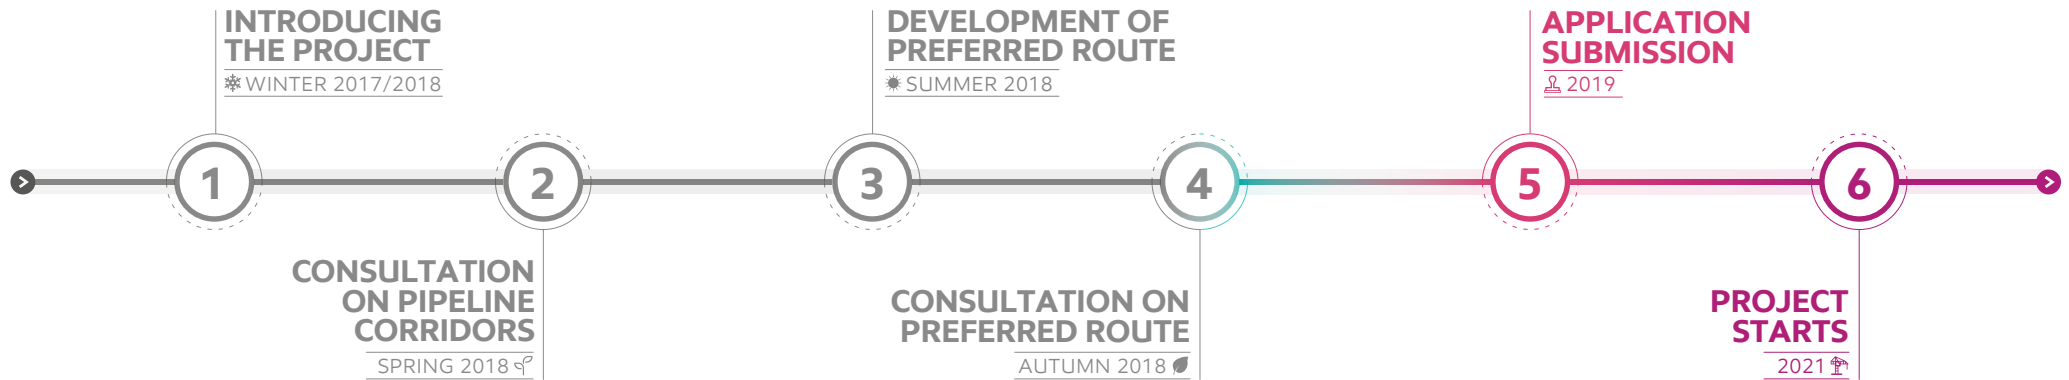 INTRODUCING
THE PROJECT
WINTER 2017/2018
DEVELOPMENT OF
PREFERRED ROUTE
SUMMER 2018
APPLICATION
SUBMISSION
2019
1
2
3
4
5
6
CONSULTATION
ON PIPELINE
CORRIDORS
SPRING 2018
CONSULTATION ON
PREFERRED ROUTE
AUTUMN 2018
PROJECT
STARTS
2021